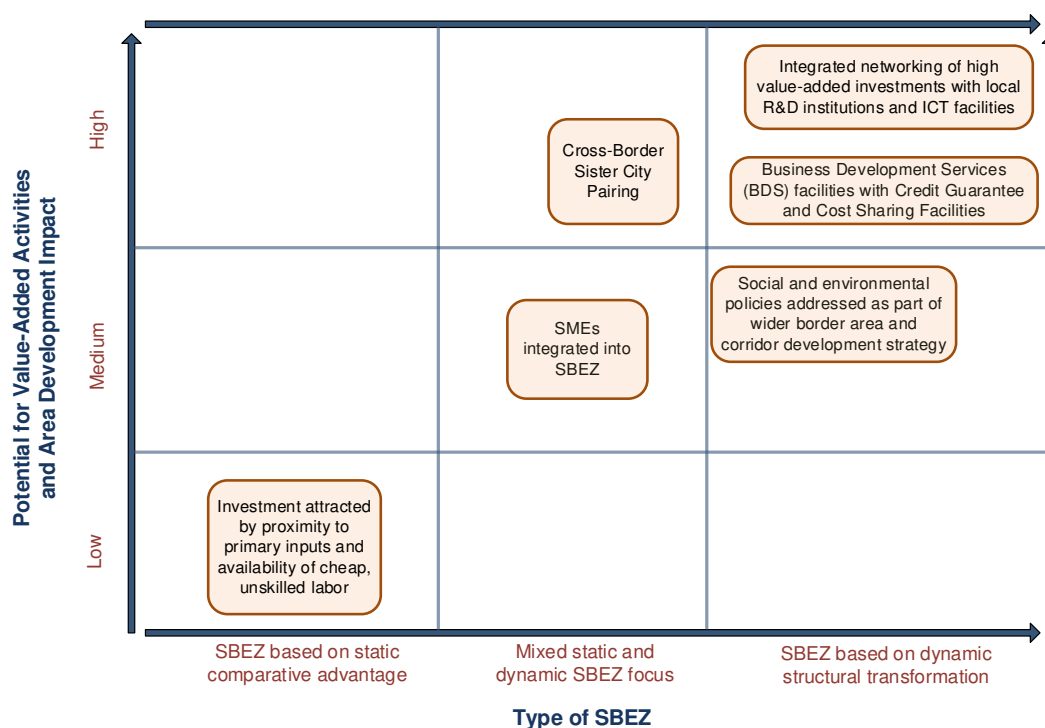 Potential for Value-Added Activities
and Area Development Impact
High
Medium
Low
Integrated networking of high
value-added investments with local
R&D institutions and ICT facilities
Cross-Border
Sister City
Pairing
Business Development Services
(BDS) facilities with Credit Guarantee
and Cost Sharing Facilities
Social and environmental
policies addressed as part of
wider border area and
corridor development strategy
SMEs
integrated into
SBEZ
Investment attracted
by proximity to
primary inputs and
availability of cheap,
unskilled labor
SBEZ based on static
comparative advantage
Mixed static and
dynamic SBEZ focus
SBEZ based on dynamic
structural transformation
Type of SBEZ